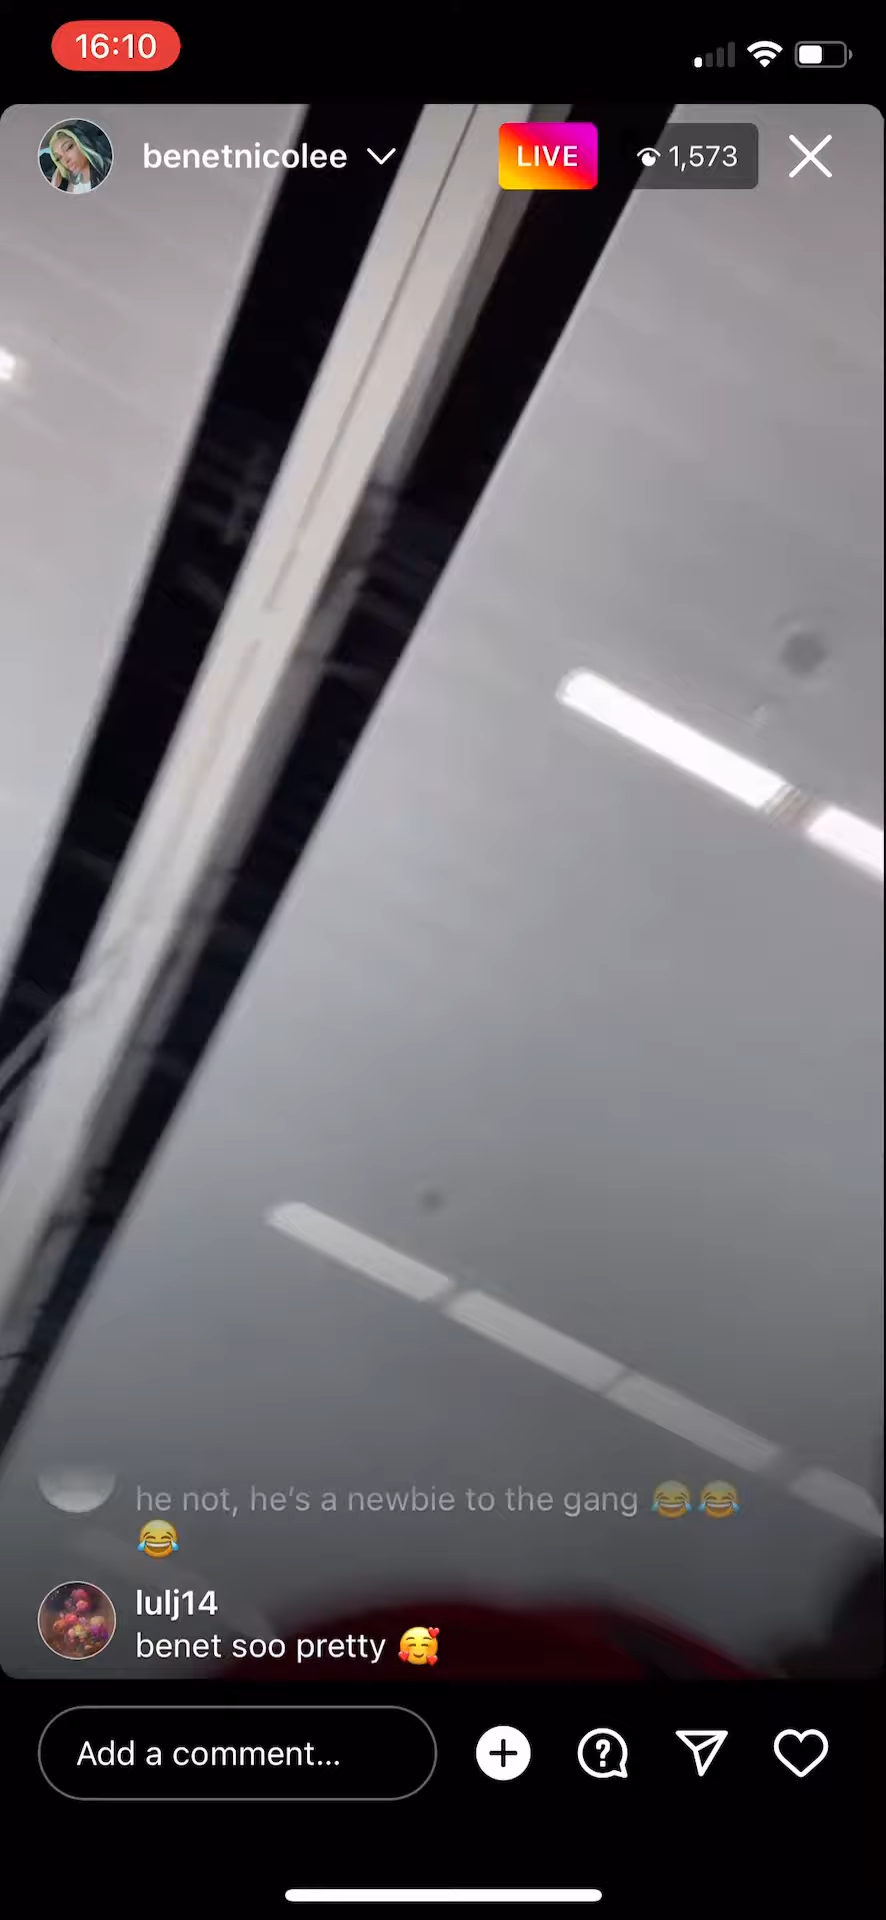 16:10
benetnicolee
LIVE
1,573
he not, he's a newbie to the gang 😂😂
😂
lulj14
benet soo pretty 🥰
Add a comment...